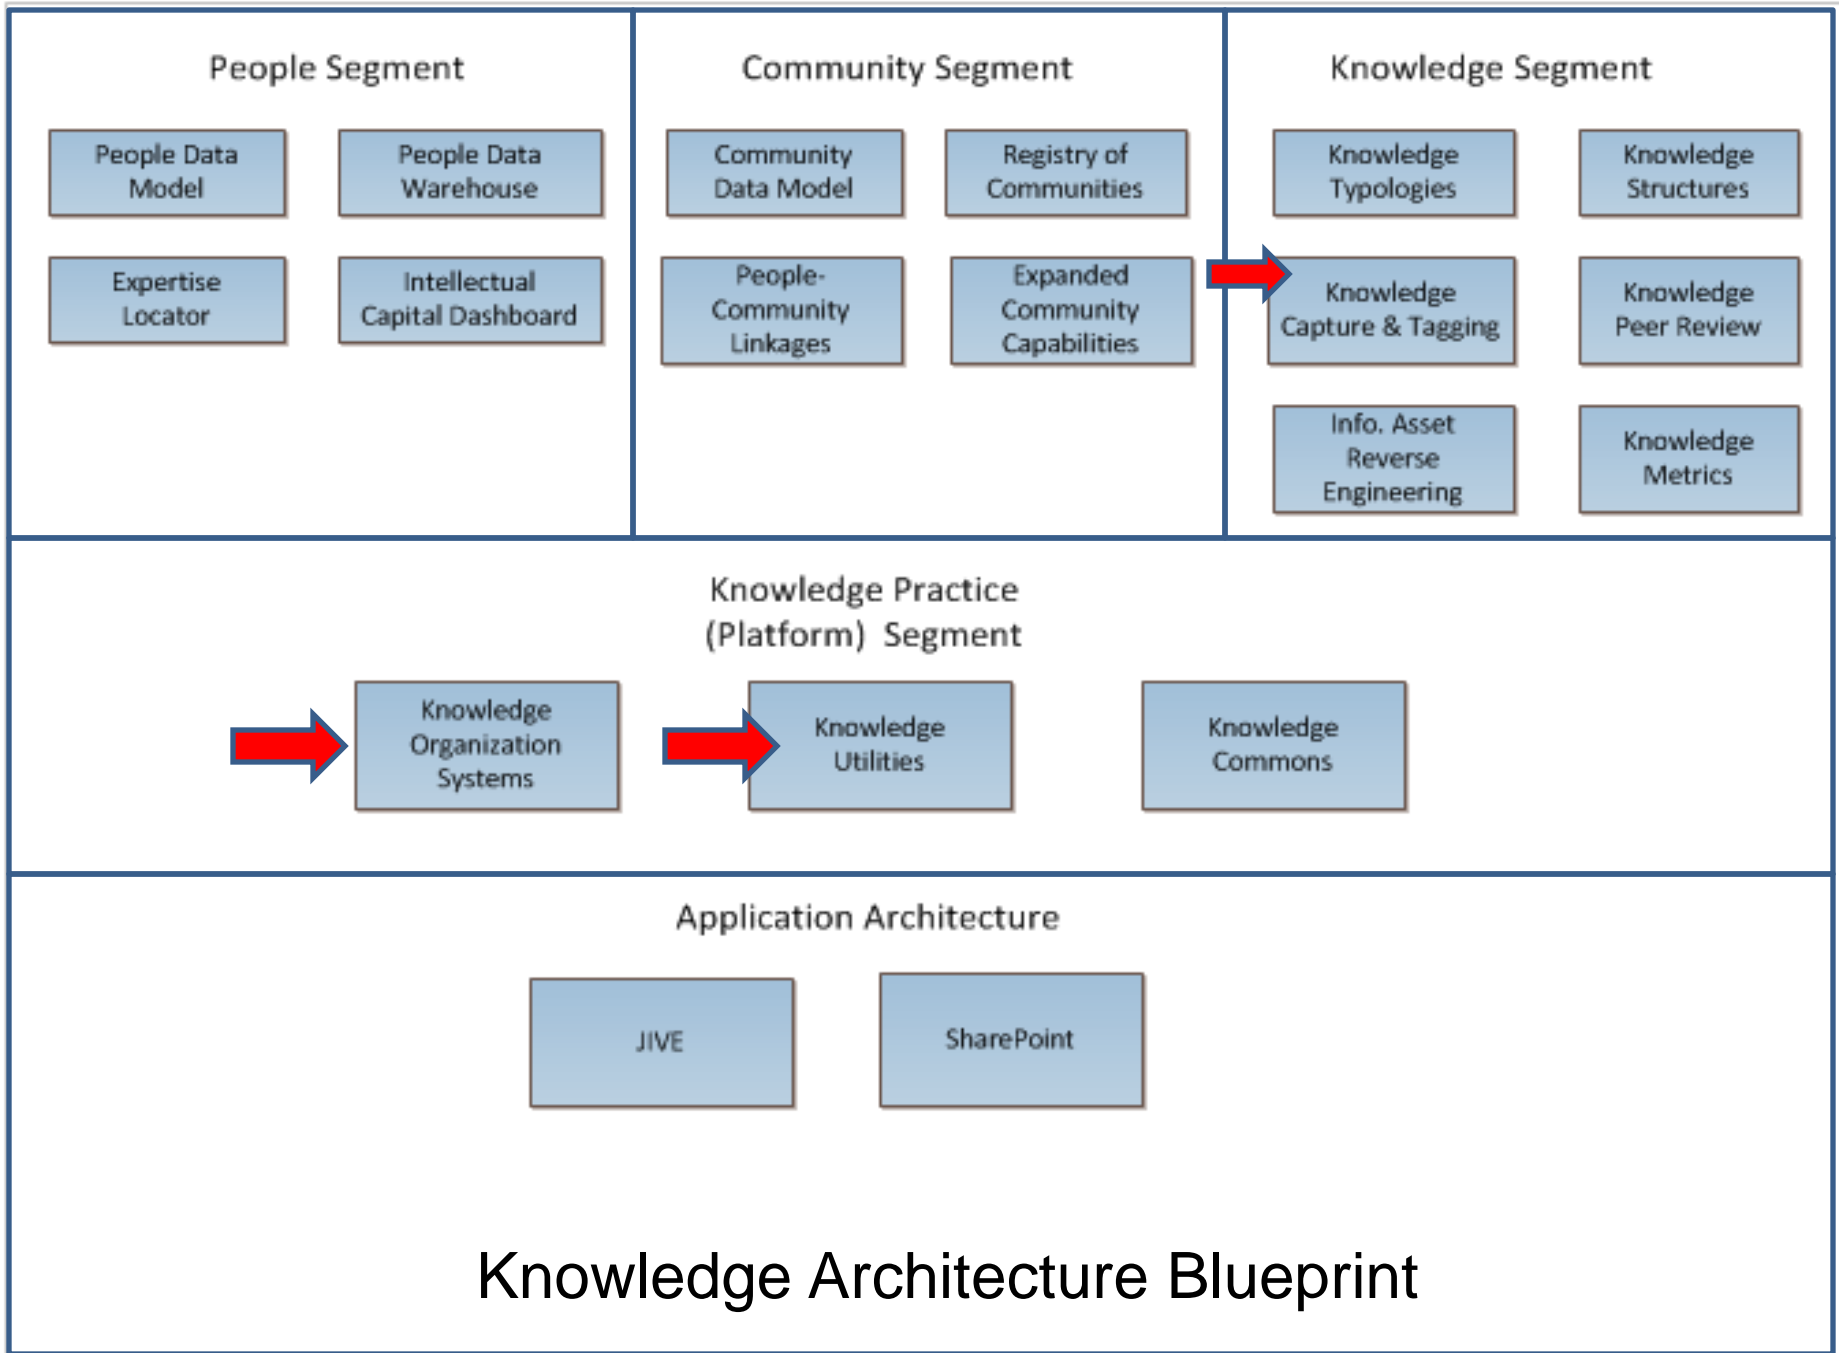 People Segment
People Data
Model
People Data
Warehouse
Expertise
Locator
Intellectual
Capital Dashboard
Community Segment
Community
Data Model
Registry of
Communities
People-
Community
Linkages
Expanded
Community
Capabilities
Knowledge Segment
Knowledge
Typologies
Knowledge
Structures
Knowledge
Capture & Tagging
Knowledge
Peer Review
Info. Asset
Reverse
Engineering
Knowledge
Metrics
Knowledge Practice
(Platform) Segment
Knowledge
Organization
Systems
Knowledge
Utilities
Knowledge
Commons
Application Architecture
JIVE
SharePoint
Knowledge Architecture Blueprint